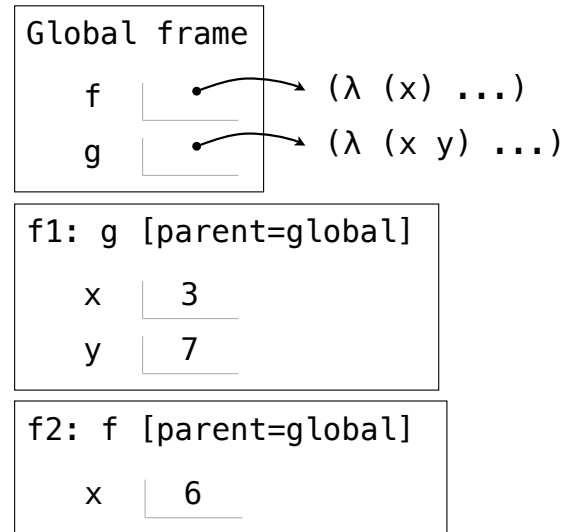 Global frame
f (λ (x) ...)
g (λ (x y) ...)
f1: g [parent=global]
x 3
y 7
f2: f [parent=global]
x 6